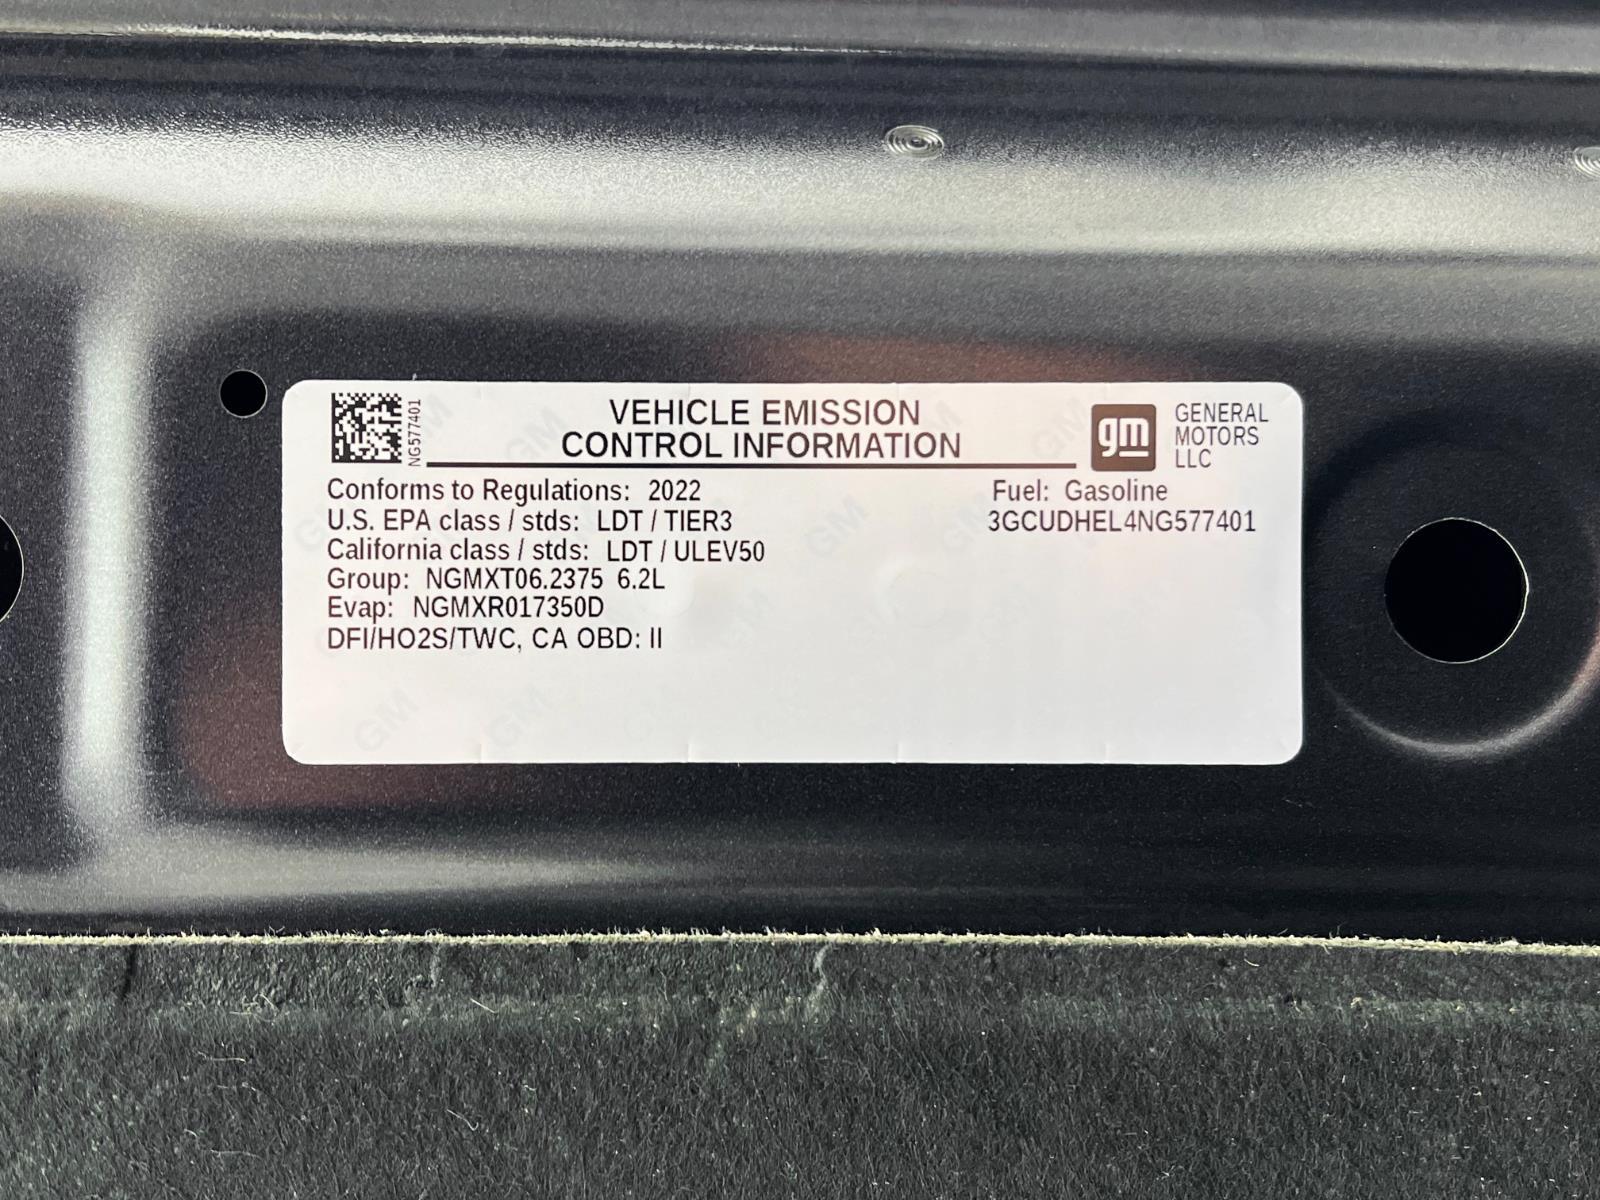 NG577401
VEHICLE EMISSION
CONTROL INFORMATION
gm
GENERAL
MOTORS
LLC
Conforms to Regulations: 2022
Fuel: Gasoline
U.S. EPA class / stds: LDT / TIER3
3GCUDHEL4NG577401
California class / stds: LDT / ULEV50
Group: NGMXT06.2375 6.2L
Evap: NGMXR017350D
DFI/HO2S/TWC, CA OBD: II
GM
GM